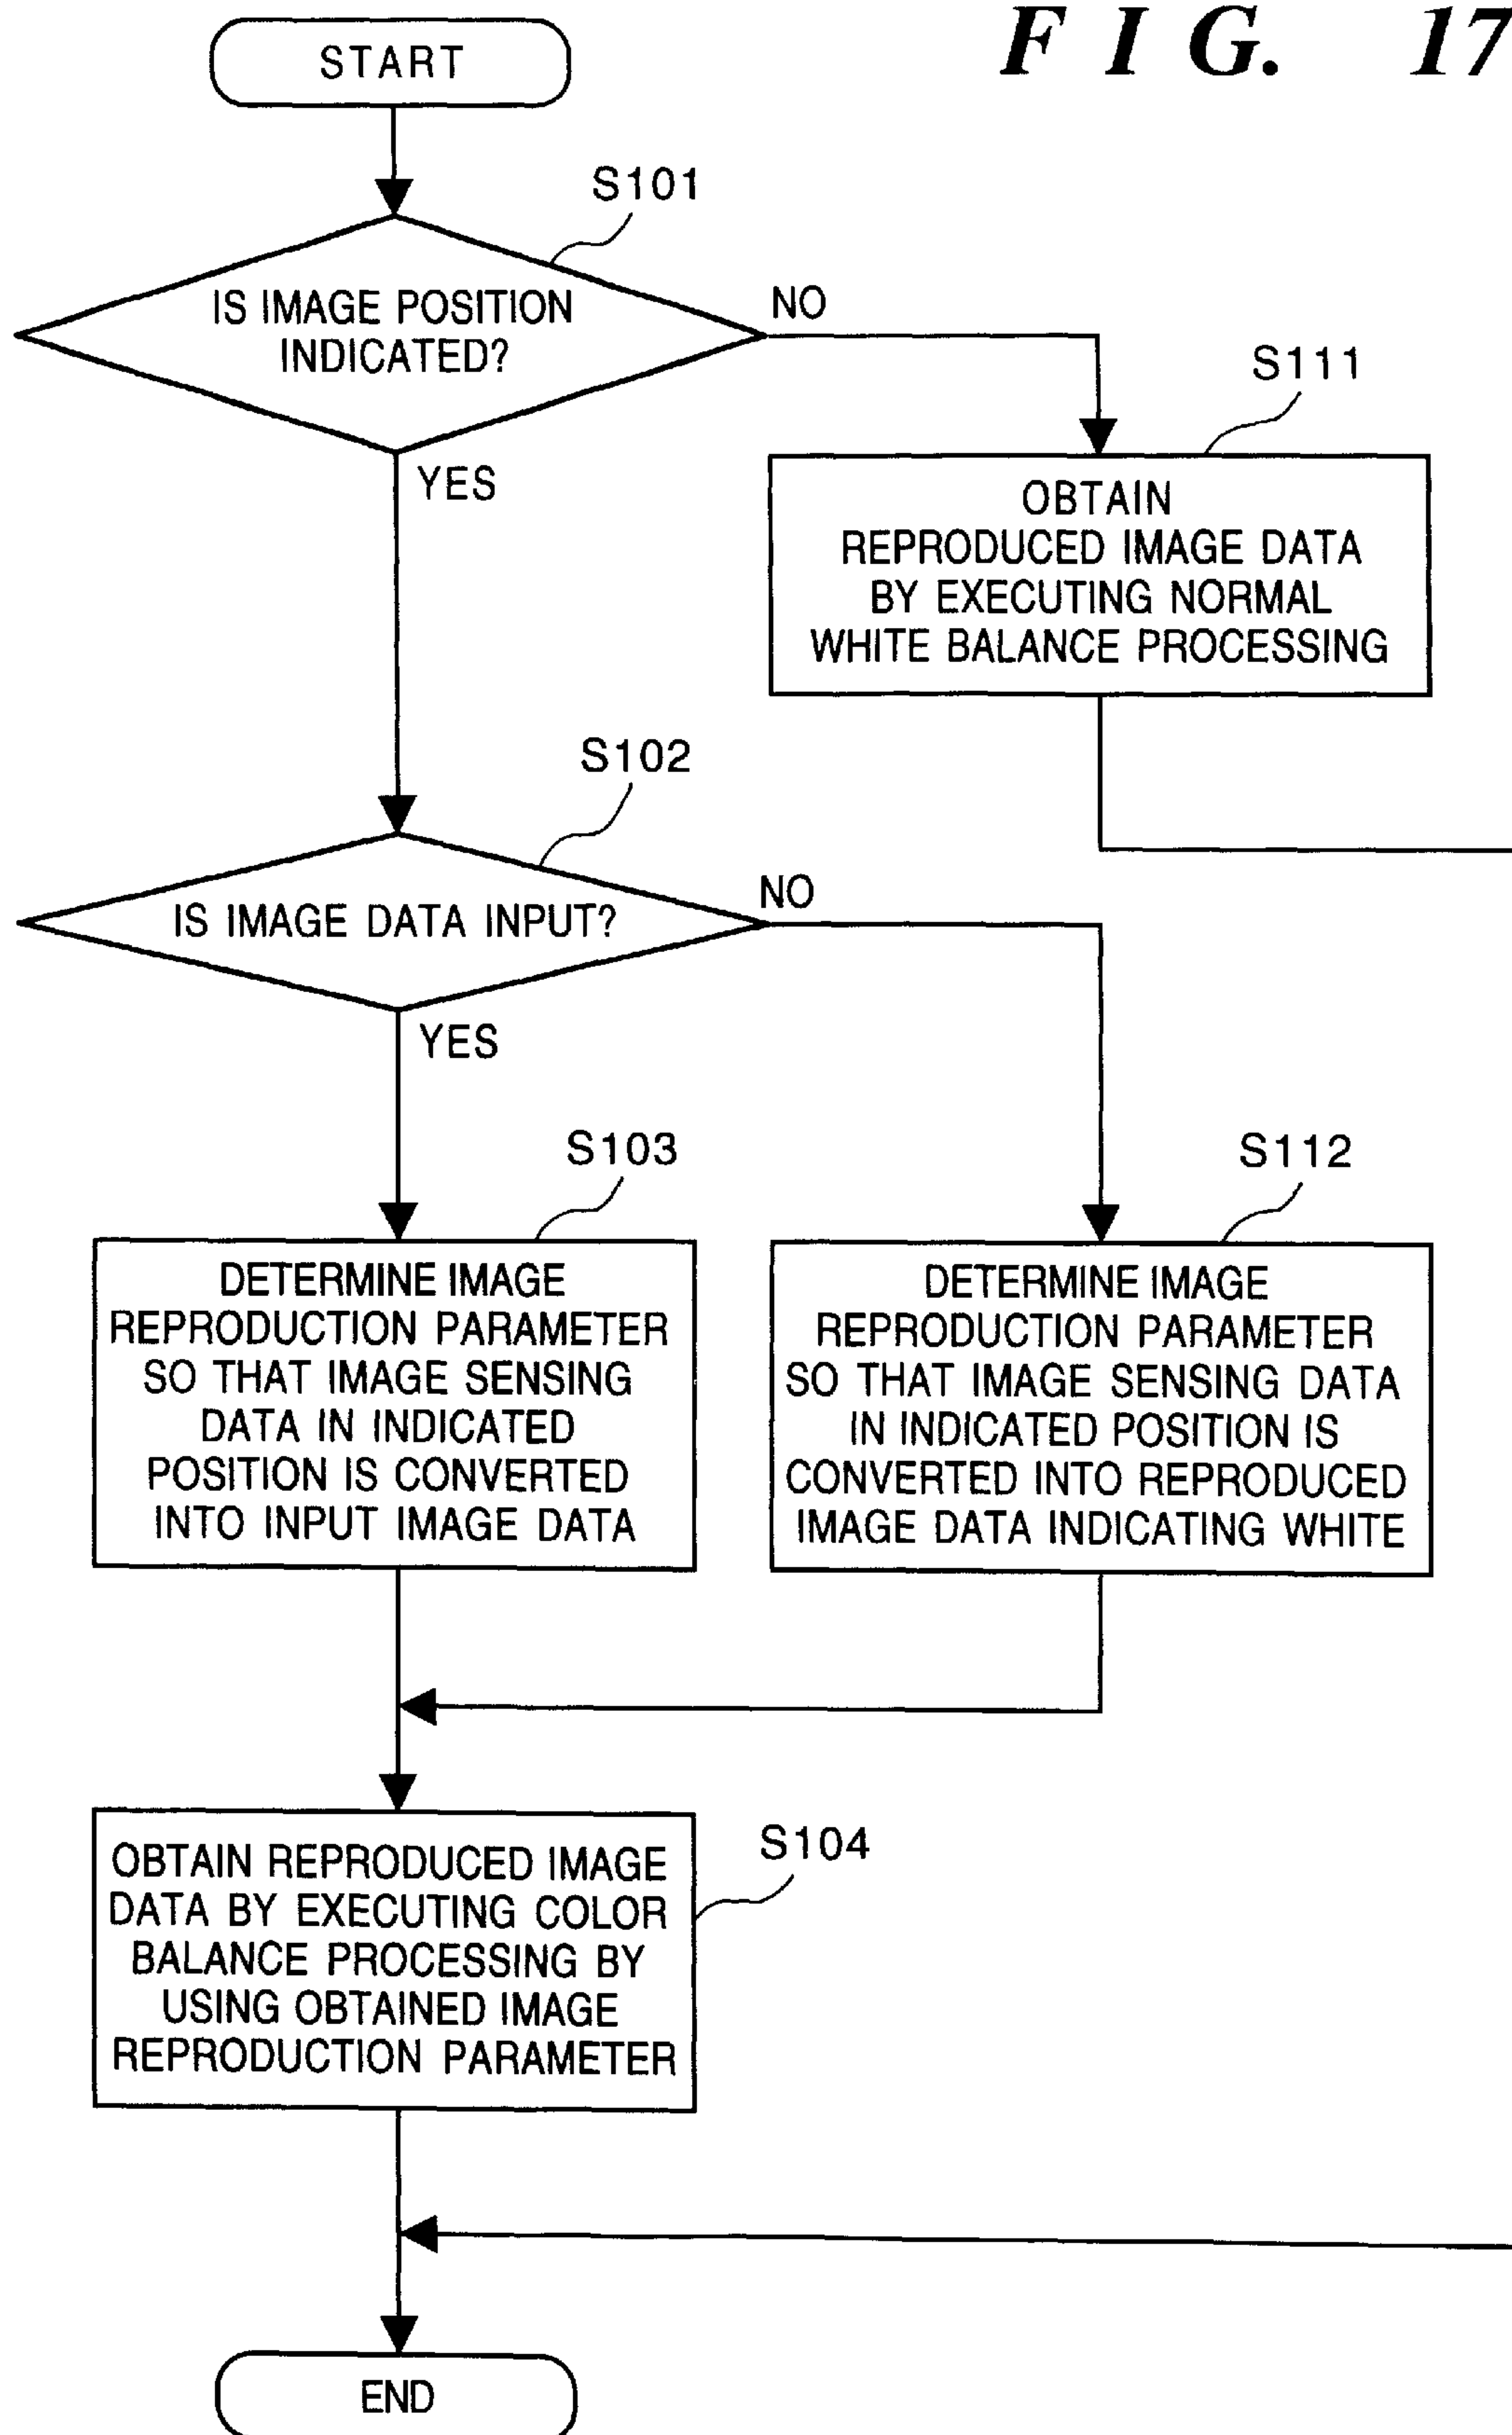 FIG. 17
START
S101
IS IMAGE POSITION
INDICATED?
NO
YES
S111
OBTAIN
REPRODUCED IMAGE DATA
BY EXECUTING NORMAL
WHITE BALANCE PROCESSING
S102
IS IMAGE DATA INPUT?
NO
YES
S103
DETERMINE IMAGE
REPRODUCTION PARAMETER
SO THAT IMAGE SENSING
DATA IN INDICATED
POSITION IS CONVERTED
INTO INPUT IMAGE DATA
S112
DETERMINE IMAGE
REPRODUCTION PARAMETER
SO THAT IMAGE SENSING DATA
IN INDICATED POSITION IS
CONVERTED INTO REPRODUCED
IMAGE DATA INDICATING WHITE
S104
OBTAIN REPRODUCED IMAGE
DATA BY EXECUTING COLOR
BALANCE PROCESSING BY
USING OBTAINED IMAGE
REPRODUCTION PARAMETER
END